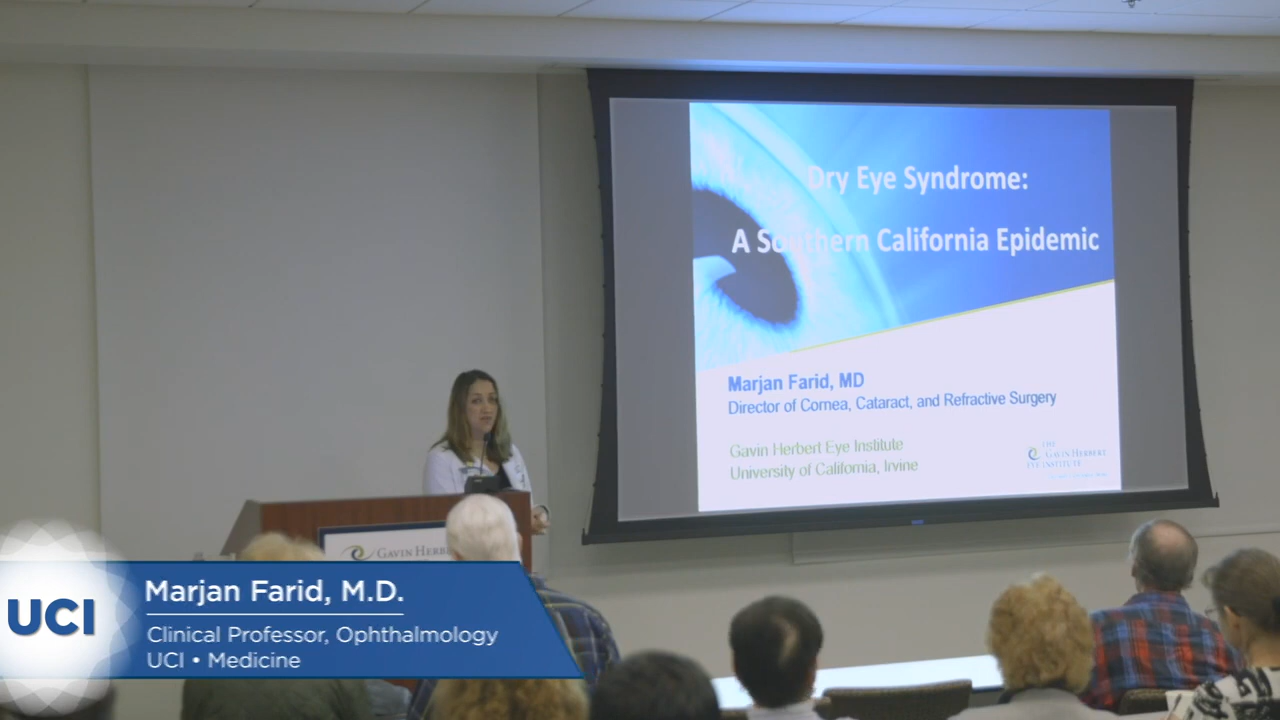 Dry Eye Syndrome:
A Southern California Epidemic
Marjan Farid, MD
Director of Cornea, Cataract, and Refractive Surgery
Gavin Herbert Eye Institute
University of California, Irvine
THE
GAVIN HERBERT
EYE INSTITUTE
GAVIN HERB
UCI
Marjan Farid, M.D.
Clinical Professor, Ophthalmology
UCI • Medicine